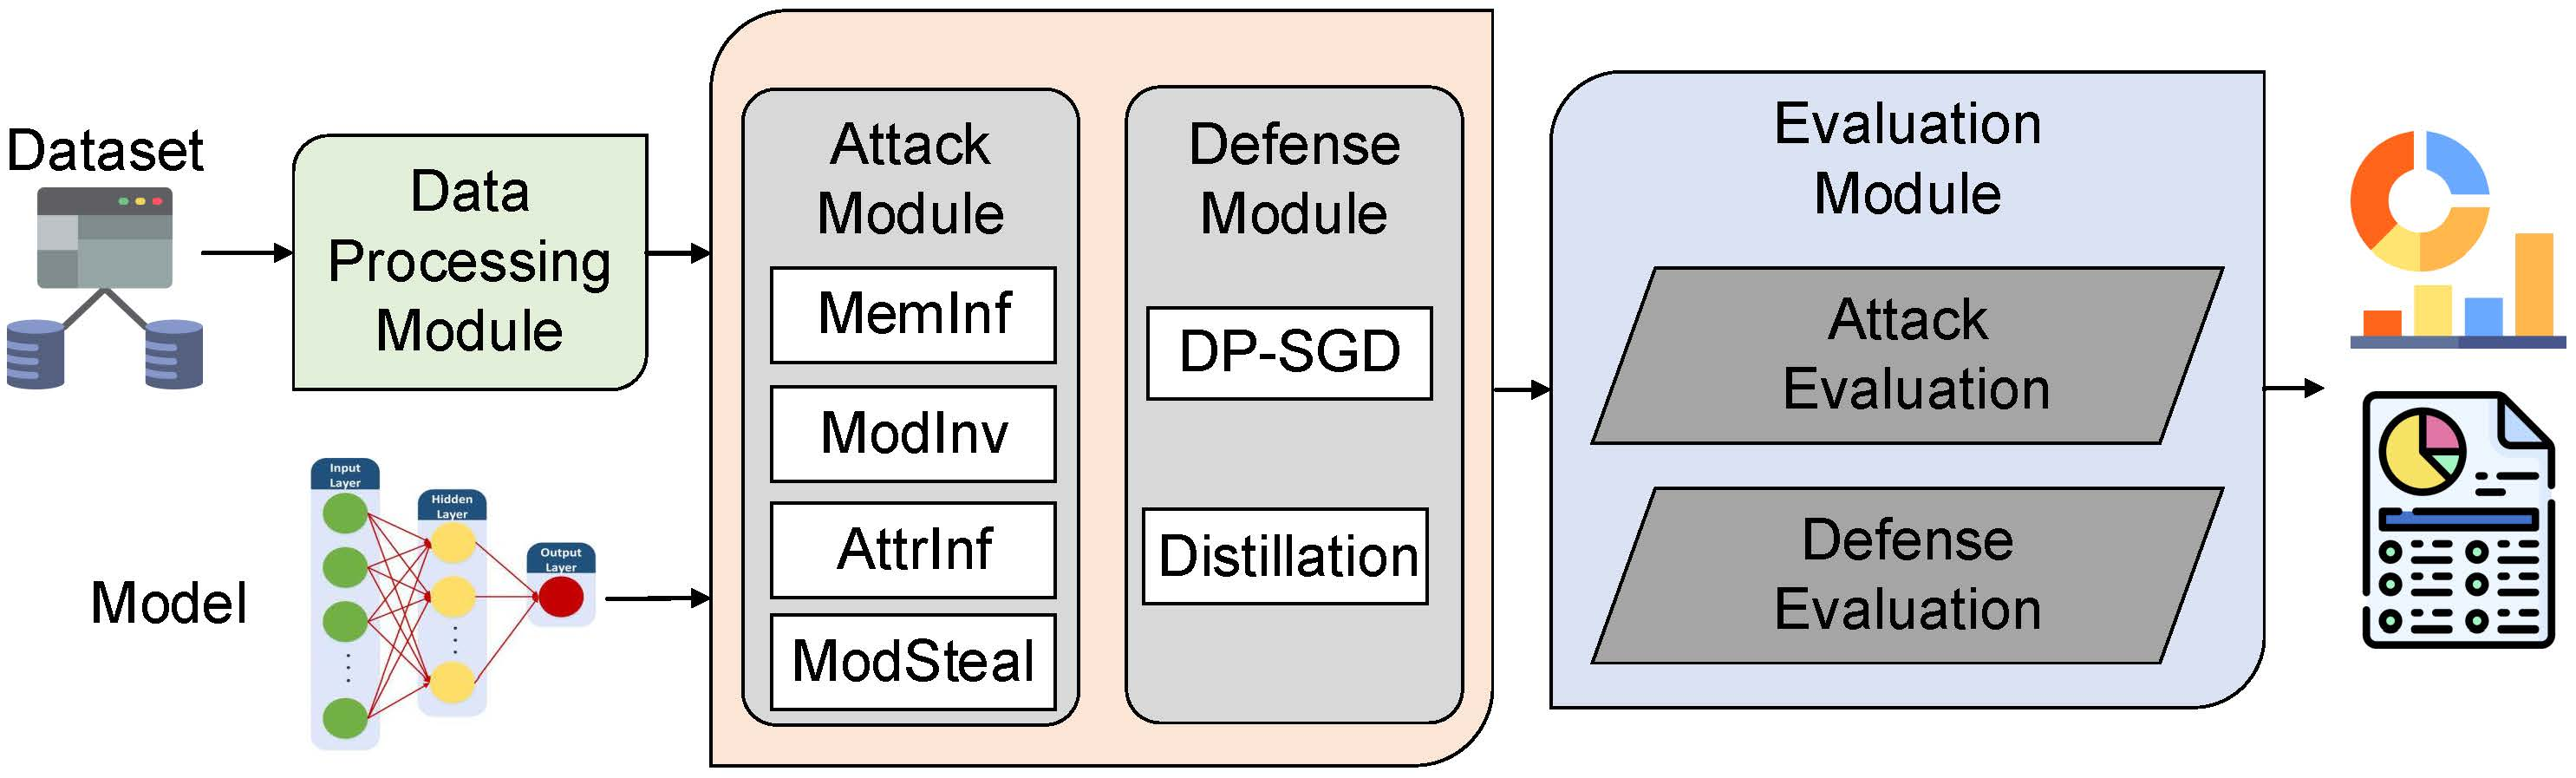 Dataset
Data
Processing
Module
Model
Input
Layer
Hidden
Layer
Output
Layer
Attack
Module
MemInf
ModInv
AttrInf
ModSteal
Defense
Module
DP-SGD
Distillation
Evaluation
Module
Attack
Evaluation
Defense
Evaluation